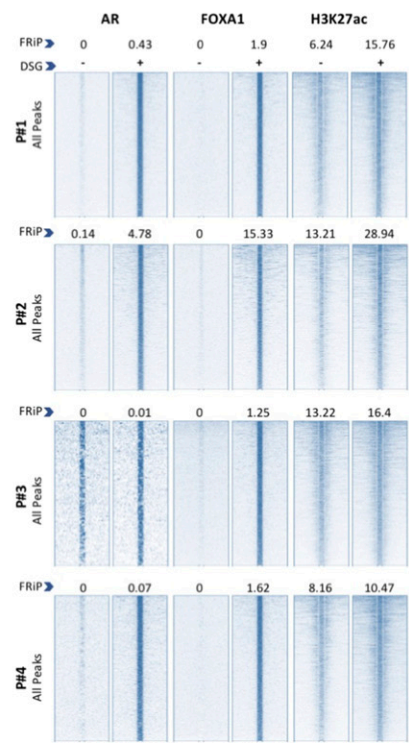 AR FOXA1 H3K27ac
FRiP 0 0.43 0 1.9 6.24 15.76
DSG - + - + - +
P#1
All Peaks
FRiP 0.14 4.78 0 15.33 13.21 28.94
P#2
All Peaks
FRiP 0 0.01 0 1.25 13.22 16.4
P#3
All Peaks
FRiP 0 0.07 0 1.62 8.16 10.47
P#4
All Peaks